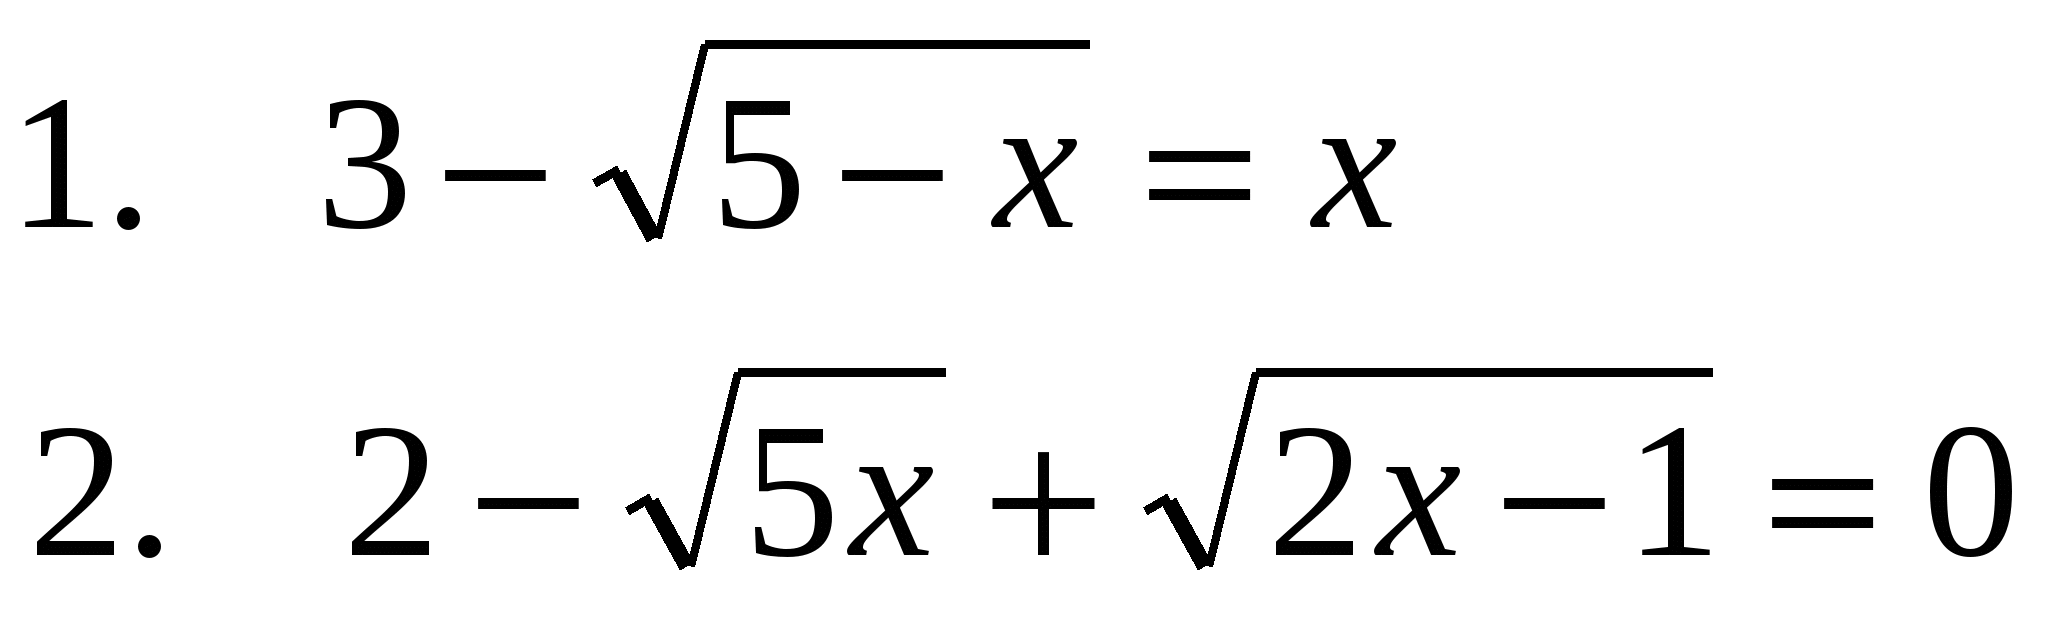 1. 3 − √(5 − x) = x
2. 2 − √(5x) + √(2x − 1) = 0